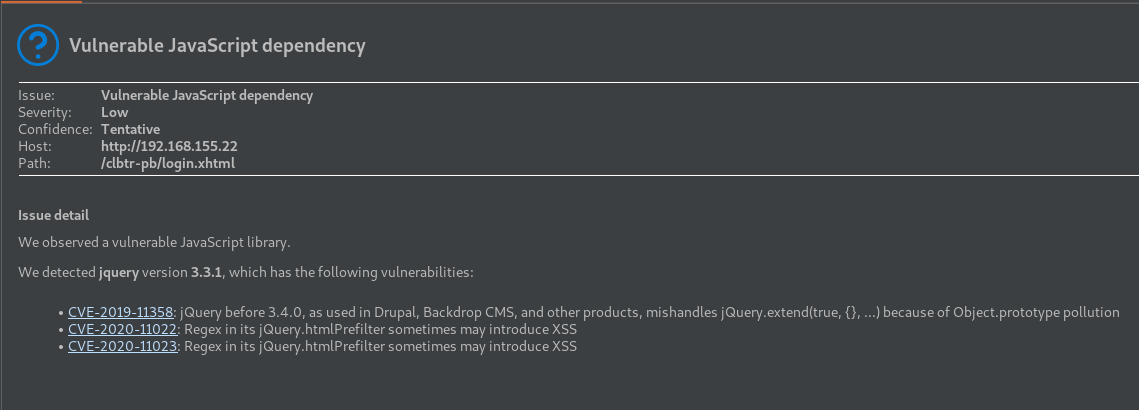 Vulnerable JavaScript dependency
Issue: Vulnerable JavaScript dependency
Severity: Low
Confidence: Tentative
Host: http://192.168.155.22
Path: /clbtr-pb/login.xhtml
Issue detail
We observed a vulnerable JavaScript library.
We detected jquery version 3.3.1, which has the following vulnerabilities:
• CVE-2019-11358: jQuery before 3.4.0, as used in Drupal, Backdrop CMS, and other products, mishandles jQuery.extend(true, {}, ...) because of Object.prototype pollution
• CVE-2020-11022: Regex in its jQuery.htmlPrefilter sometimes may introduce XSS
• CVE-2020-11023: Regex in its jQuery.htmlPrefilter sometimes may introduce XSS